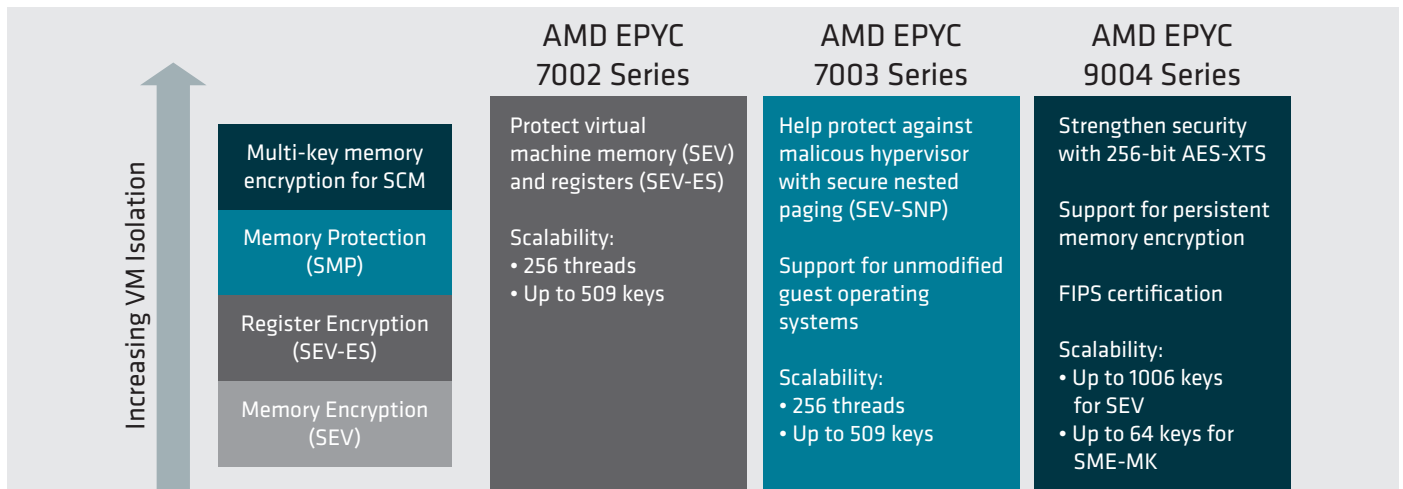 Increasing VM Isolation
Multi-key memory
encryption for SCM
Memory Protection
(SMP)
Register Encryption
(SEV-ES)
Memory Encryption
(SEV)
AMD EPYC
7002 Series
Protect virtual
machine memory (SEV)
and registers (SEV-ES)
Scalability:
• 256 threads
• Up to 509 keys
AMD EPYC
7003 Series
Help protect against
malicous hypervisor
with secure nested
paging (SEV-SNP)
Support for unmodified
guest operating
systems
Scalability:
• 256 threads
• Up to 509 keys
AMD EPYC
9004 Series
Strengthen security
with 256-bit AES-XTS
Support for persistent
memory encryption
FIPS certification
Scalability:
• Up to 1006 keys
for SEV
• Up to 64 keys for
SME-MK